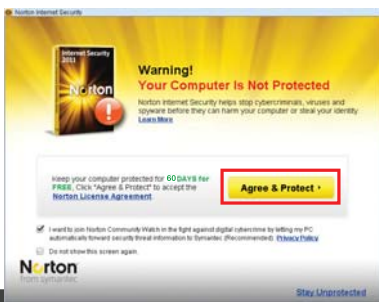 Norton Internet Security
Internet Security
2011
Norton
Warning!
Your Computer Is Not Protected
Norton Internet Security helps stop cybercriminals, viruses and
spyware before they can harm your computer or steal your identity.
Learn More
Keep your computer protected for 60 DAYS for
FREE, Click "Agree & Protect" to accept the
Norton License Agreement.
Agree & Protect ›
I want to join Norton Community Watch in the fight against digital cybercrime by letting my PC
automatically forward security threat information to Symantec (Recommended). Privacy Policy
Do not show this screen again
Norton
from symantec
Stay Unprotected